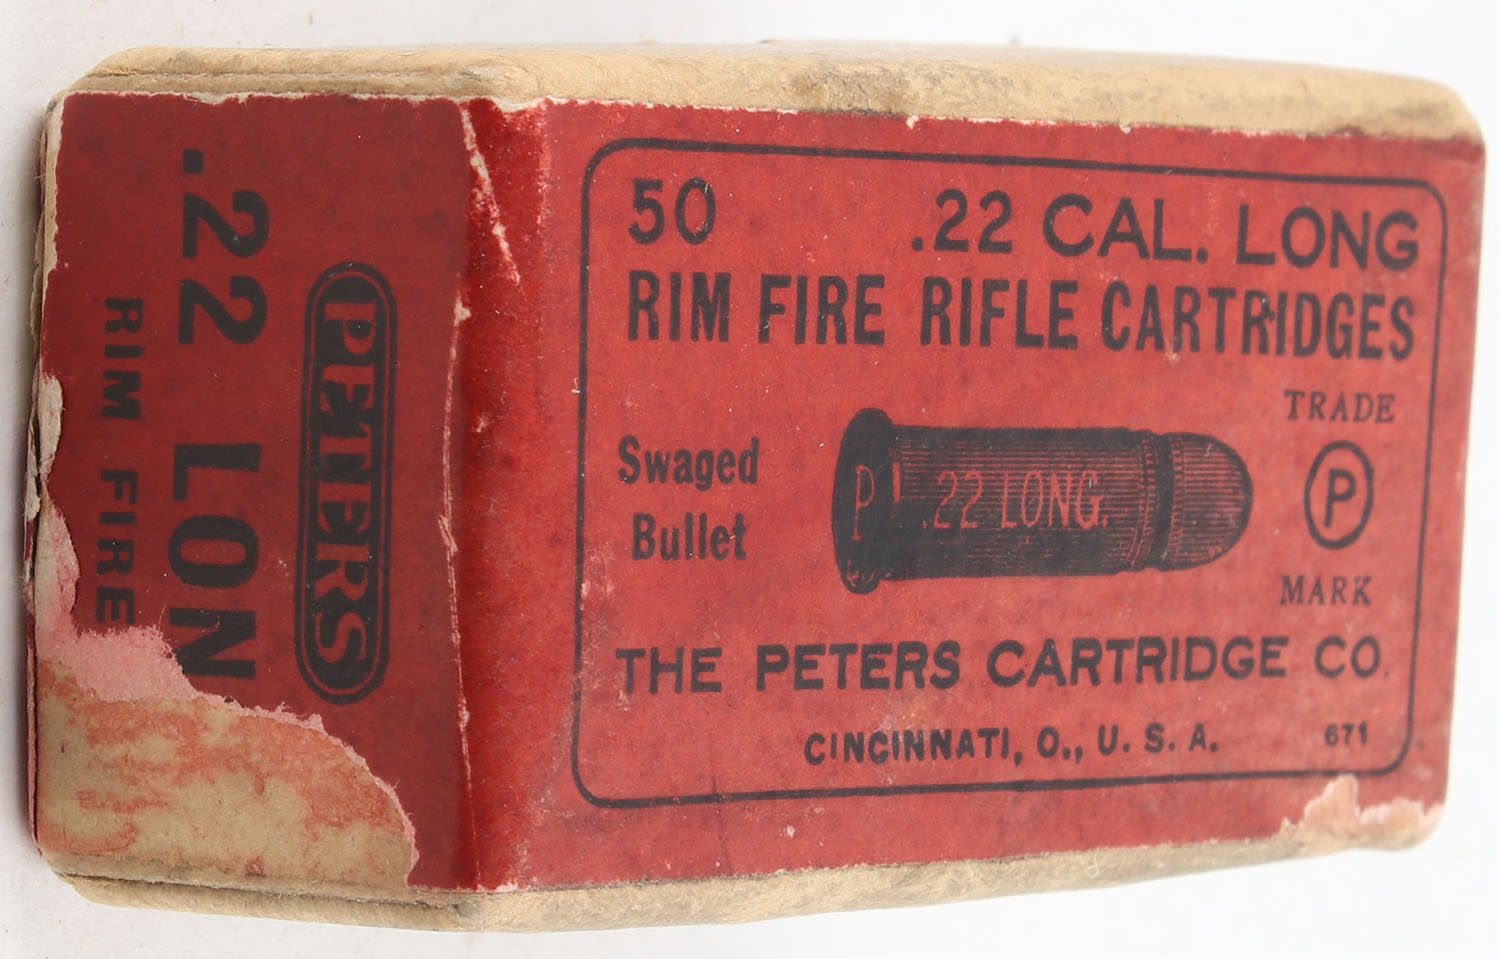 50 .22 CAL. LONG
RIM FIRE RIFLE CARTRIDGES
Swaged
Bullet
P .22 LONG.
TRADE
P
MARK
THE PETERS CARTRIDGE CO.
CINCINNATI, O., U. S. A. 671
PETERS
.22 LON
RIM FIRE